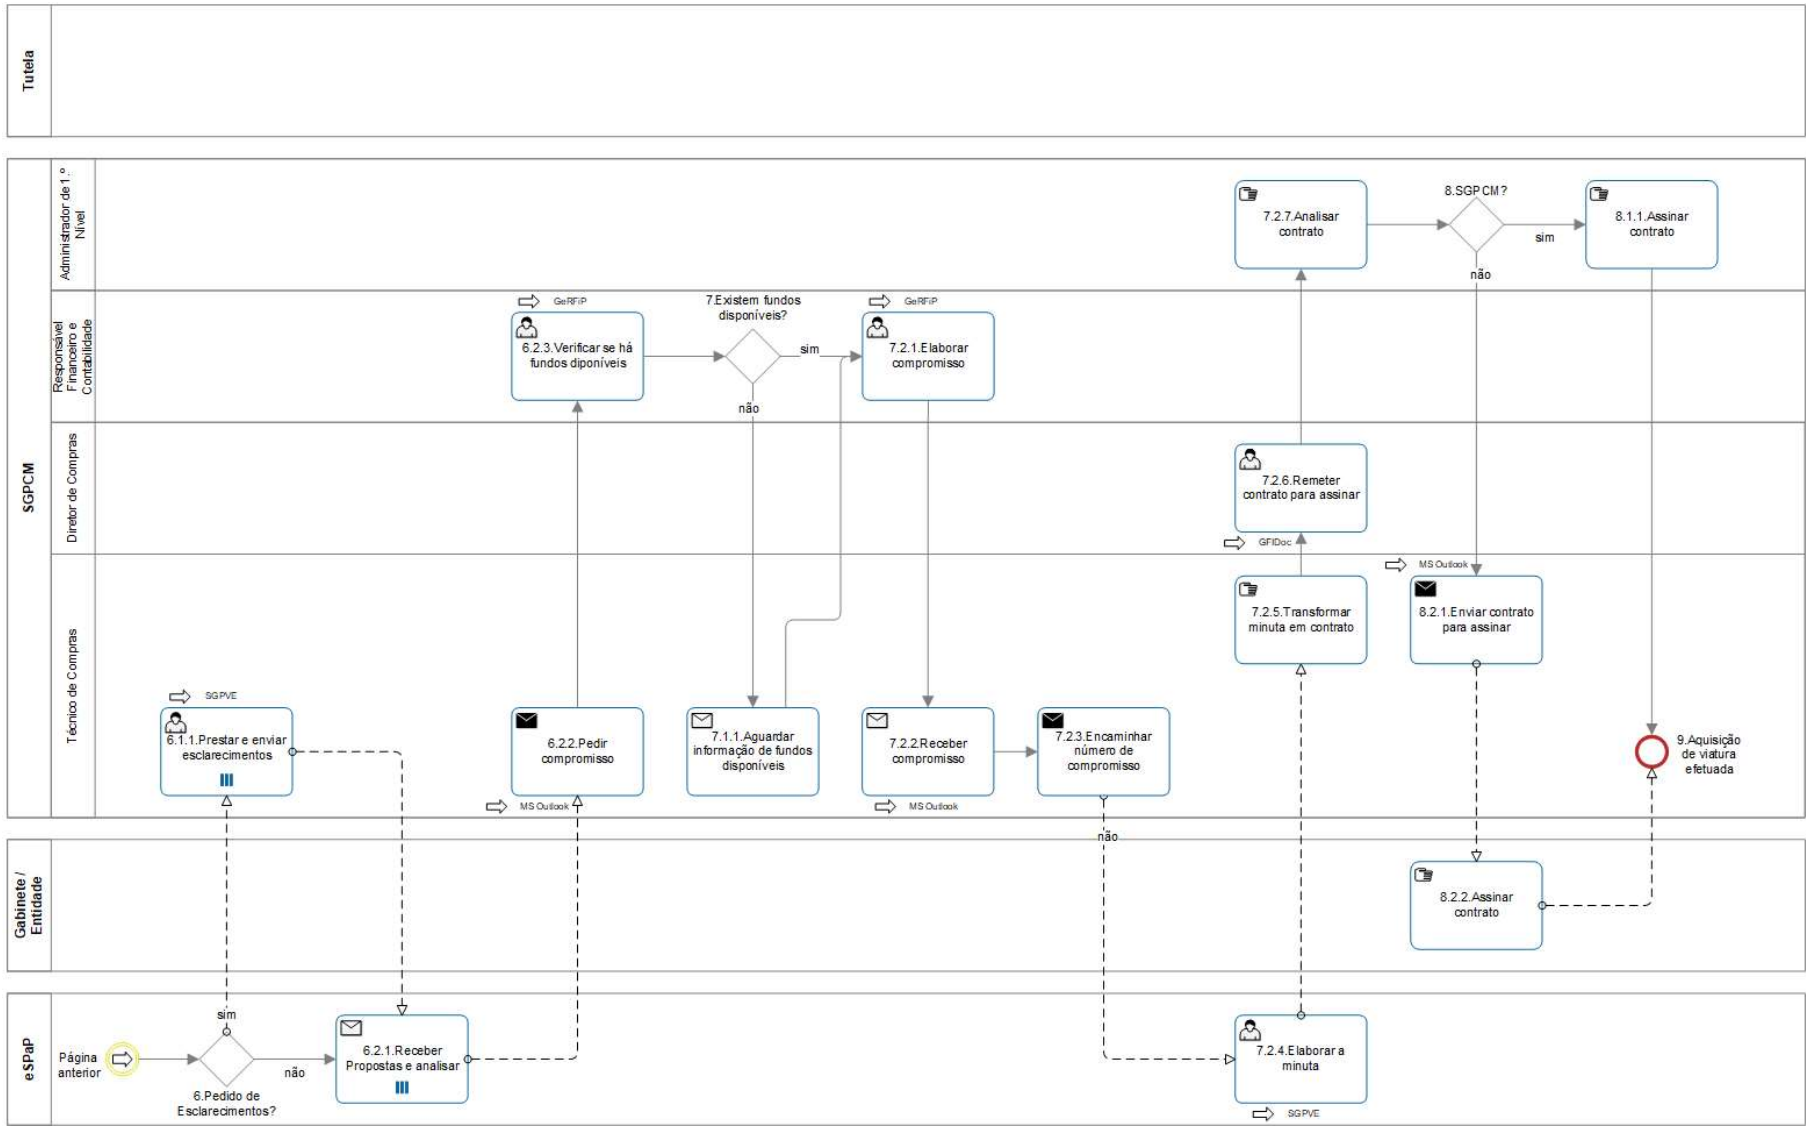 Tutela
SGPCM
Administrador de 1.º
Nível
7.2.7.Analisar
contrato
8.SGPCM?
sim
não
8.1.1.Assinar
contrato
Responsável
Financeiro e
Contabilidade
GeRFiP
6.2.3.Verificar se há
fundos diponíveis
7.Existem fundos
disponíveis?
sim
não
GeRFiP
7.2.1.Elaborar
compromisso
Diretor de Compras
7.2.6.Remeter
contrato para assinar
GFIDoc
Técnico de Compras
SGPVE
6.1.1.Prestar e enviar
esclarecimentos
6.2.2.Pedir
compromisso
MS Outlook
7.1.1.Aguardar
informação de fundos
disponíveis
7.2.2.Receber
compromisso
MS Outlook
7.2.3.Encaminhar
número de
compromisso
não
7.2.5.Transformar
minuta em contrato
MS Outlook
8.2.1.Enviar contrato
para assinar
9.Aquisição
de viatura
efetuada
Gabinete /
Entidade
8.2.2.Assinar
contrato
eSPaP
Página
anterior
sim
não
6.Pedido de
Esclarecimentos?
6.2.1.Receber
Propostas e analisar
7.2.4.Elaborar a
minuta
SGPVE